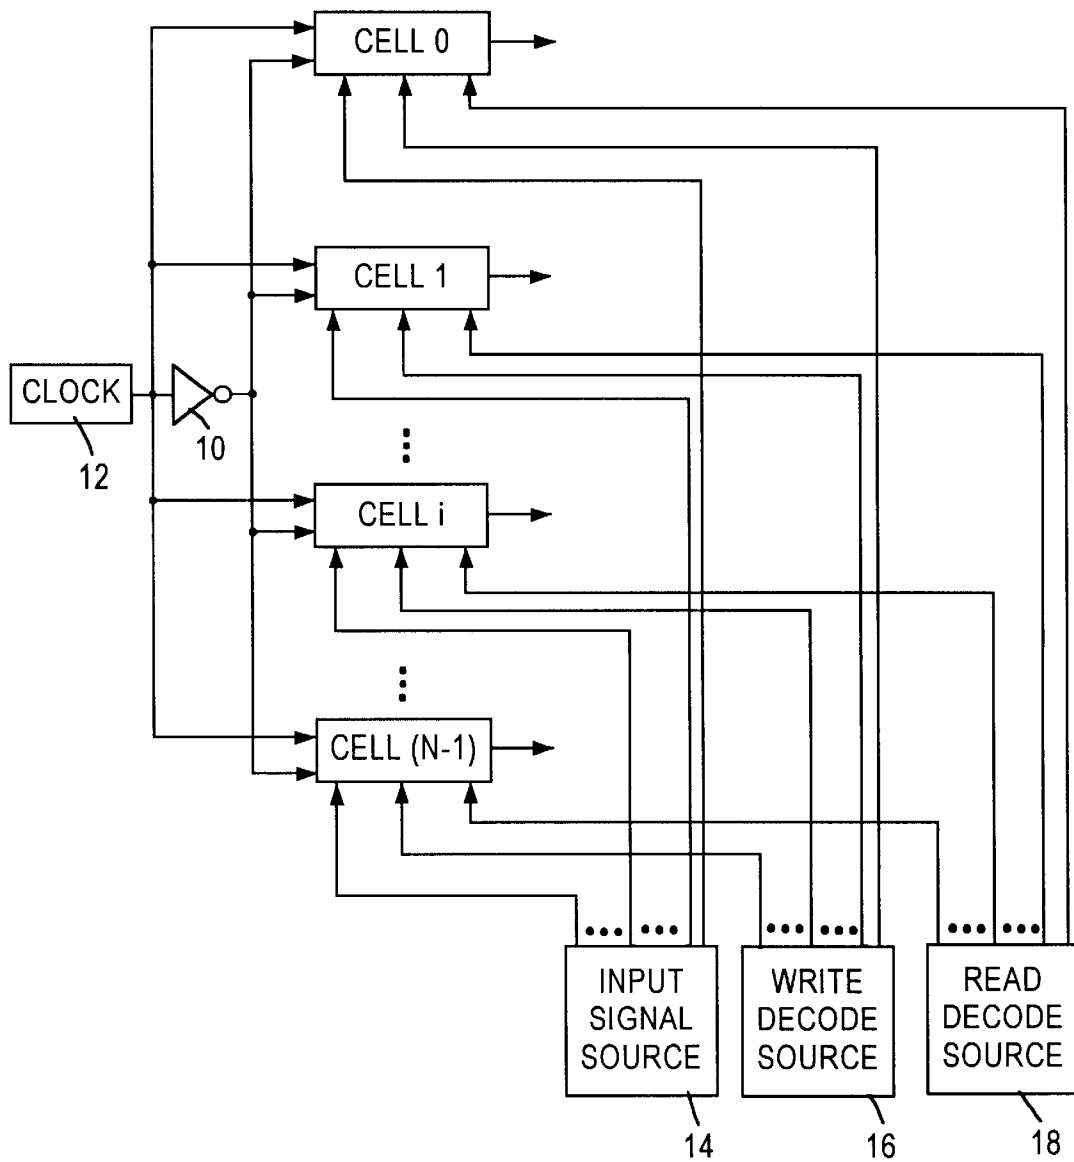 CELL 0
CELL 1
CLOCK
10
12
CELL i
CELL (N-1)
INPUT
SIGNAL
SOURCE
WRITE
DECODE
SOURCE
READ
DECODE
SOURCE
14
16
18